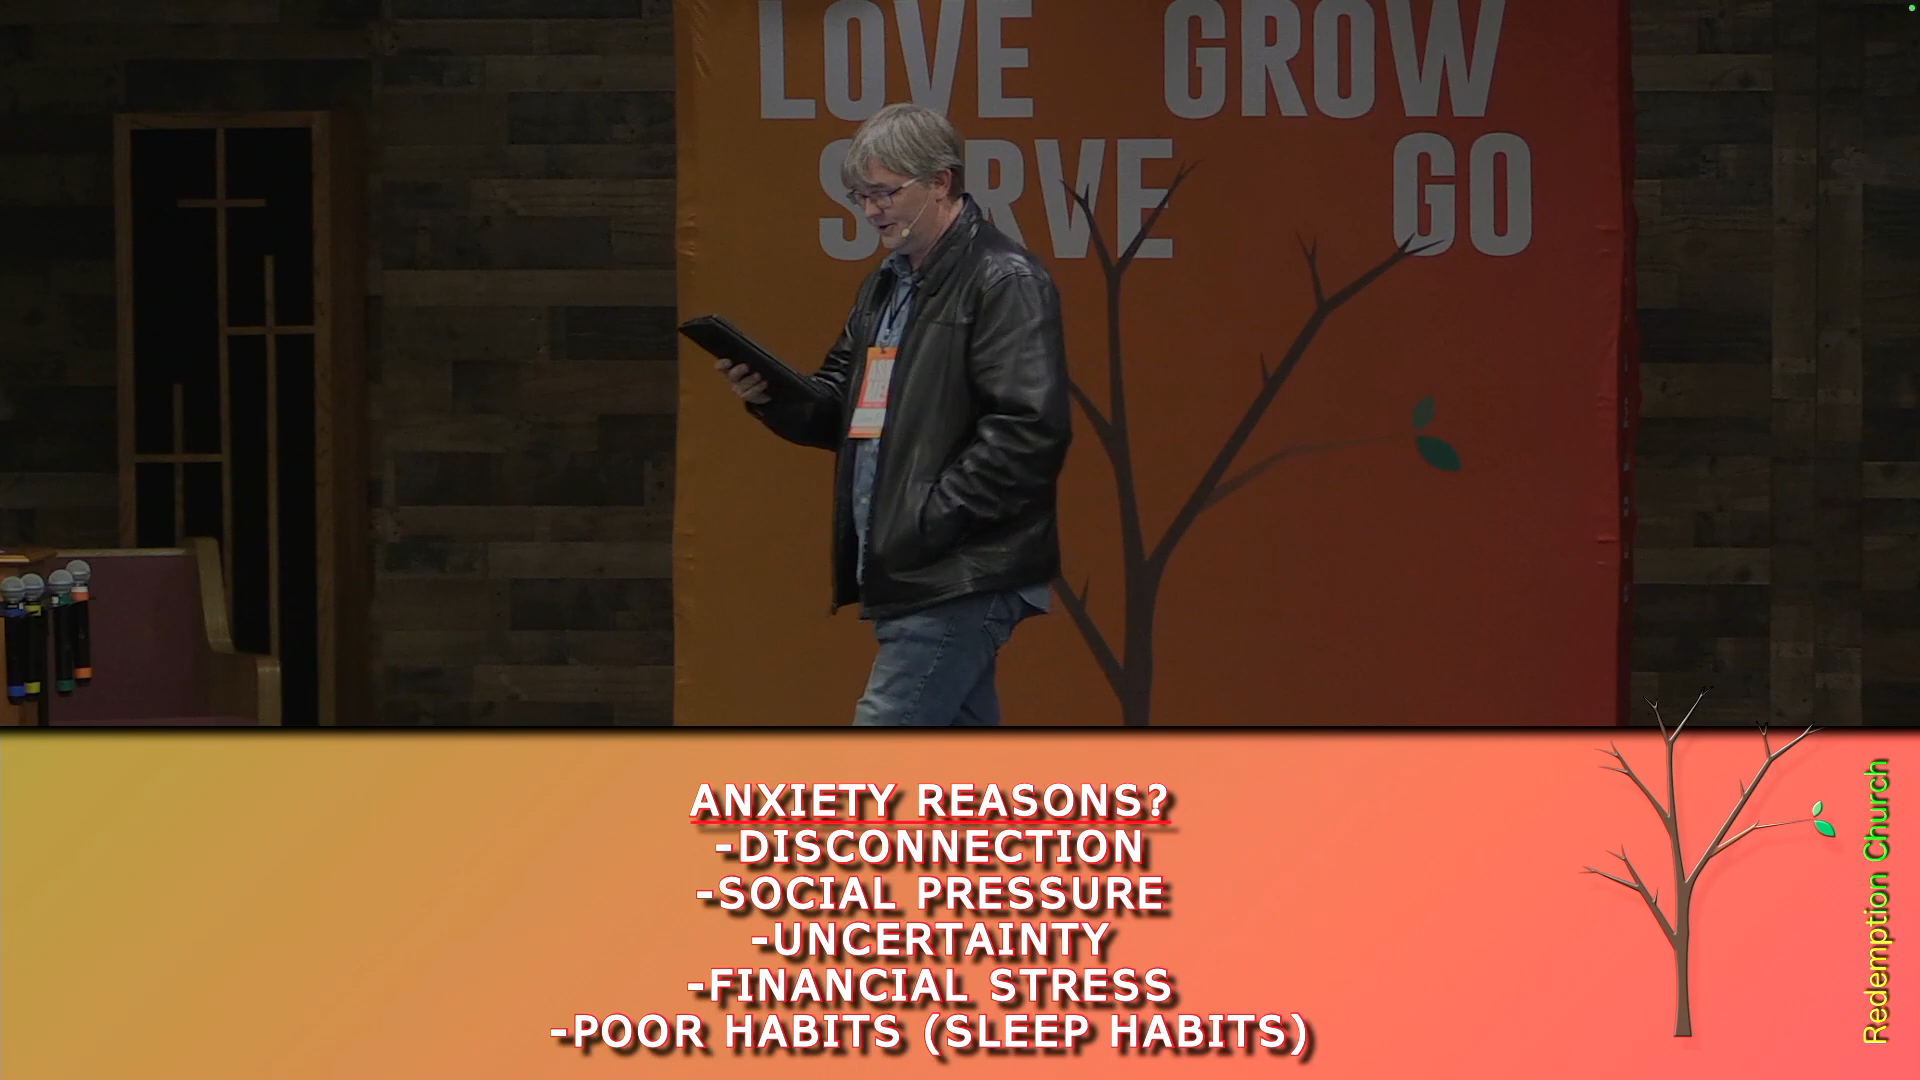 LOVE GROW
SERVE GO
ANXIETY REASONS?
-DISCONNECTION
-SOCIAL PRESSURE
-UNCERTAINTY
-FINANCIAL STRESS
-POOR HABITS (SLEEP HABITS)
Redemption Church